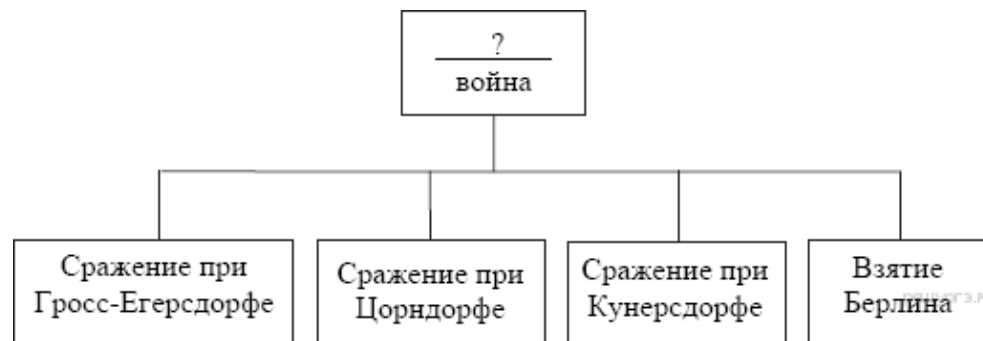 ?
война
Сражение при
Гросс-Егерсдорфе
Сражение при
Цорндорфе
Сражение при
Кунерсдорфе
Взятие
Берлина